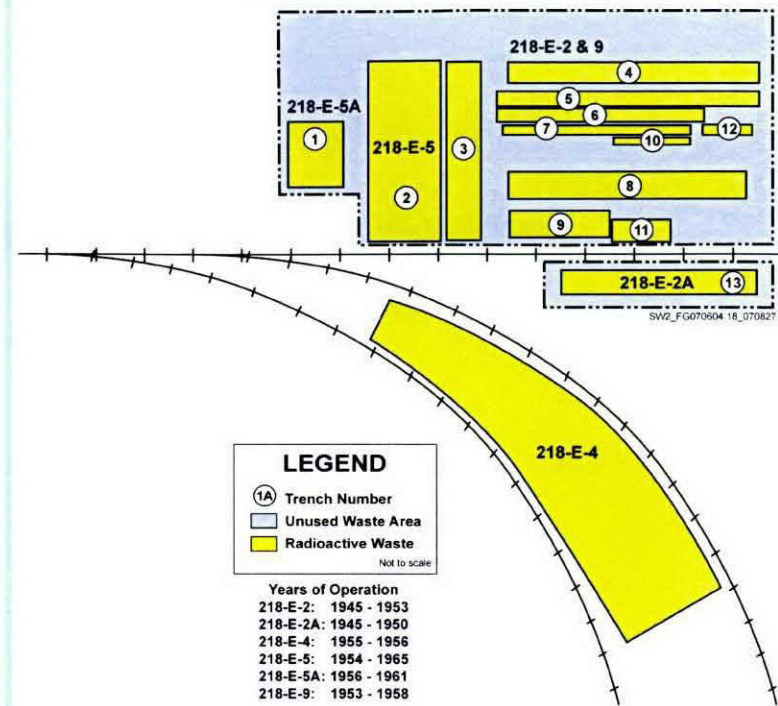 218-E-2 & 9
4
5
218-E-5A
6
7
12
1
218-E-5
3
10
2
8
9
11
218-E-2A
13
SW2_FG070604.18_070827
218-E-4
LEGEND
1A Trench Number
Unused Waste Area
Radioactive Waste
Not to scale
Years of Operation
218-E-2: 1945 - 1953
218-E-2A: 1945 - 1950
218-E-4: 1955 - 1956
218-E-5: 1954 - 1965
218-E-5A: 1956 - 1961
218-E-9: 1953 - 1958